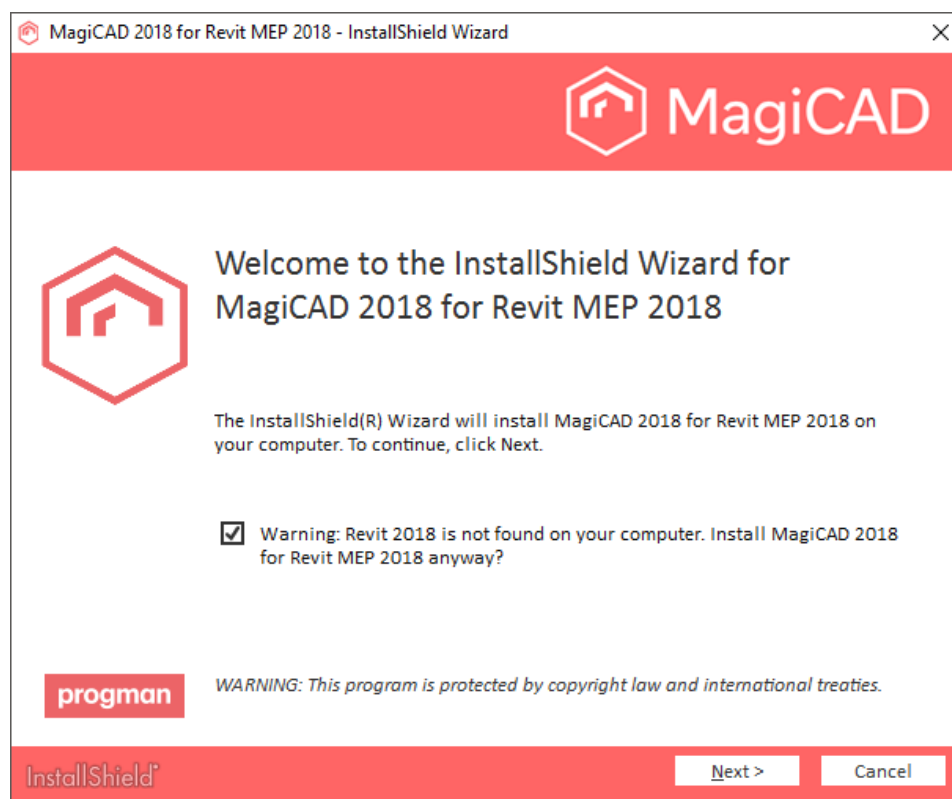 MagiCAD 2018 for Revit MEP 2018 - InstallShield Wizard
MagiCAD
Welcome to the InstallShield Wizard for
MagiCAD 2018 for Revit MEP 2018
The InstallShield(R) Wizard will install MagiCAD 2018 for Revit MEP 2018 on
your computer. To continue, click Next.
Warning: Revit 2018 is not found on your computer. Install MagiCAD 2018
for Revit MEP 2018 anyway?
progman
WARNING: This program is protected by copyright law and international treaties.
InstallShield
Next >
Cancel